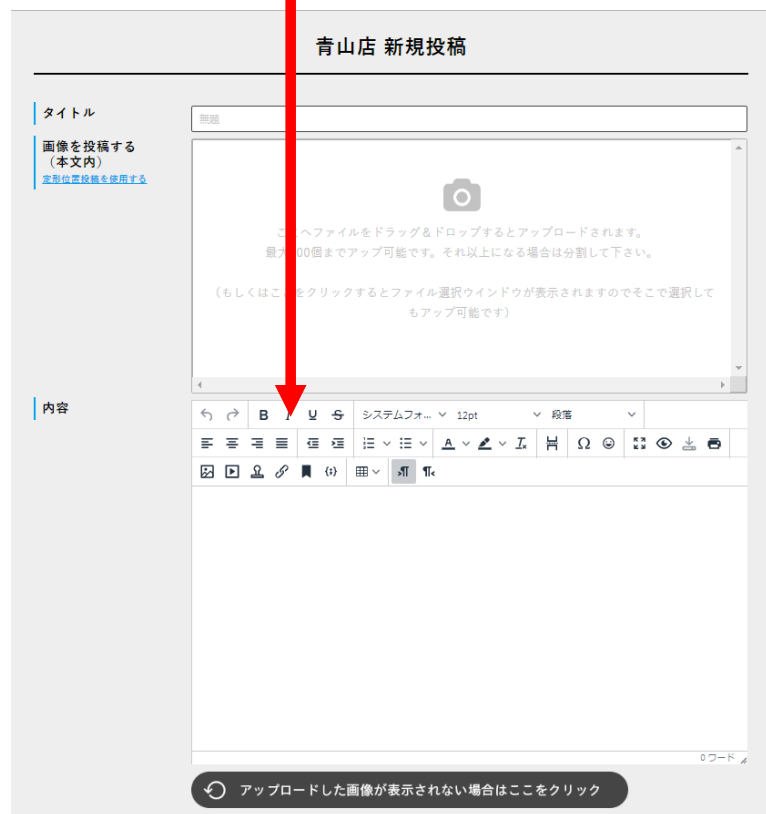 青山店 新規投稿
タイトル
無題
画像を投稿する
（本文内）
定形位置投稿を使用する
ここへファイルをドラッグ＆ドロップするとアップロードされます。
最大00個までアップ可能です。それ以上になる場合は分割して下さい。
（もしくはここをクリックするとファイル選択ウインドウが表示されますのでそこで選択して
もアップ可能です）
内容
B I U S システムフォ... 12pt 段落
0 ワード
アップロードした画像が表示されない場合はここをクリック